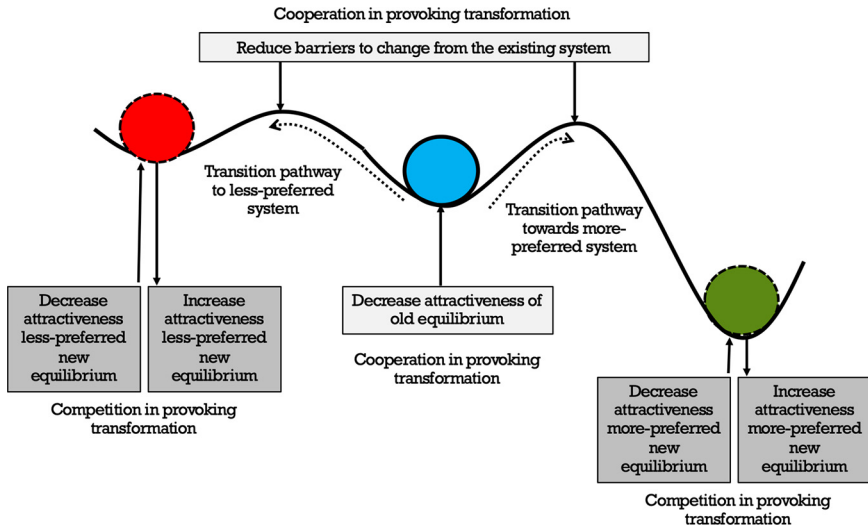 Cooperation in provoking transformation
Reduce barriers to change from the existing system
Transition pathway
to less-preferred
system
Transition pathway
towards more-
preferred system
Decrease
attractiveness
less-preferred
new
equilibrium
Increase
attractiveness
less-preferred
new
equilibrium
Competition in provoking
transformation
Decrease attractiveness of
old equilibrium
Cooperation in provoking
transformation
Decrease
attractiveness
more-preferred
new
equilibrium
Increase
attractiveness
more-preferred
new
equilibrium
Competition in provoking
transformation